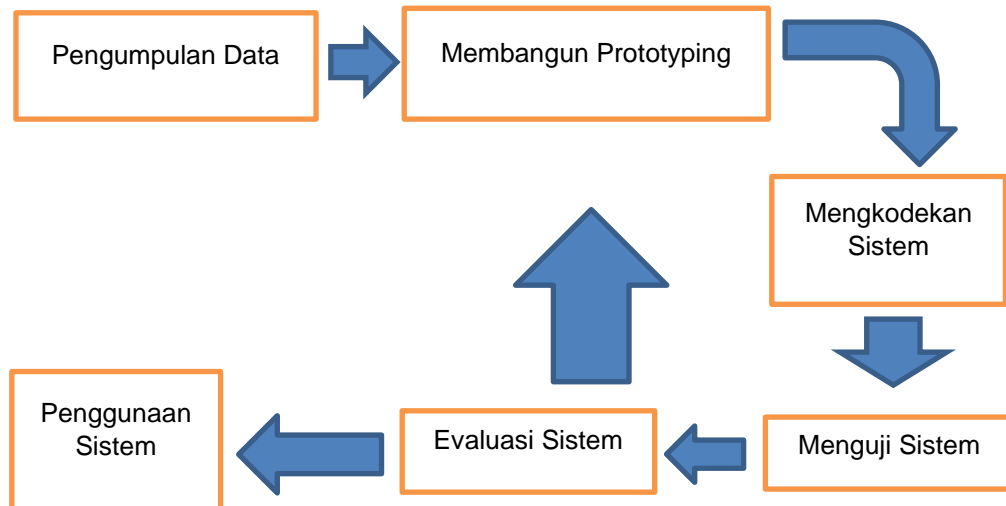 Pengumpulan Data
Membangun Prototyping
Mengkodekan
Sistem
Menguji Sistem
Evaluasi Sistem
Penggunaan
Sistem